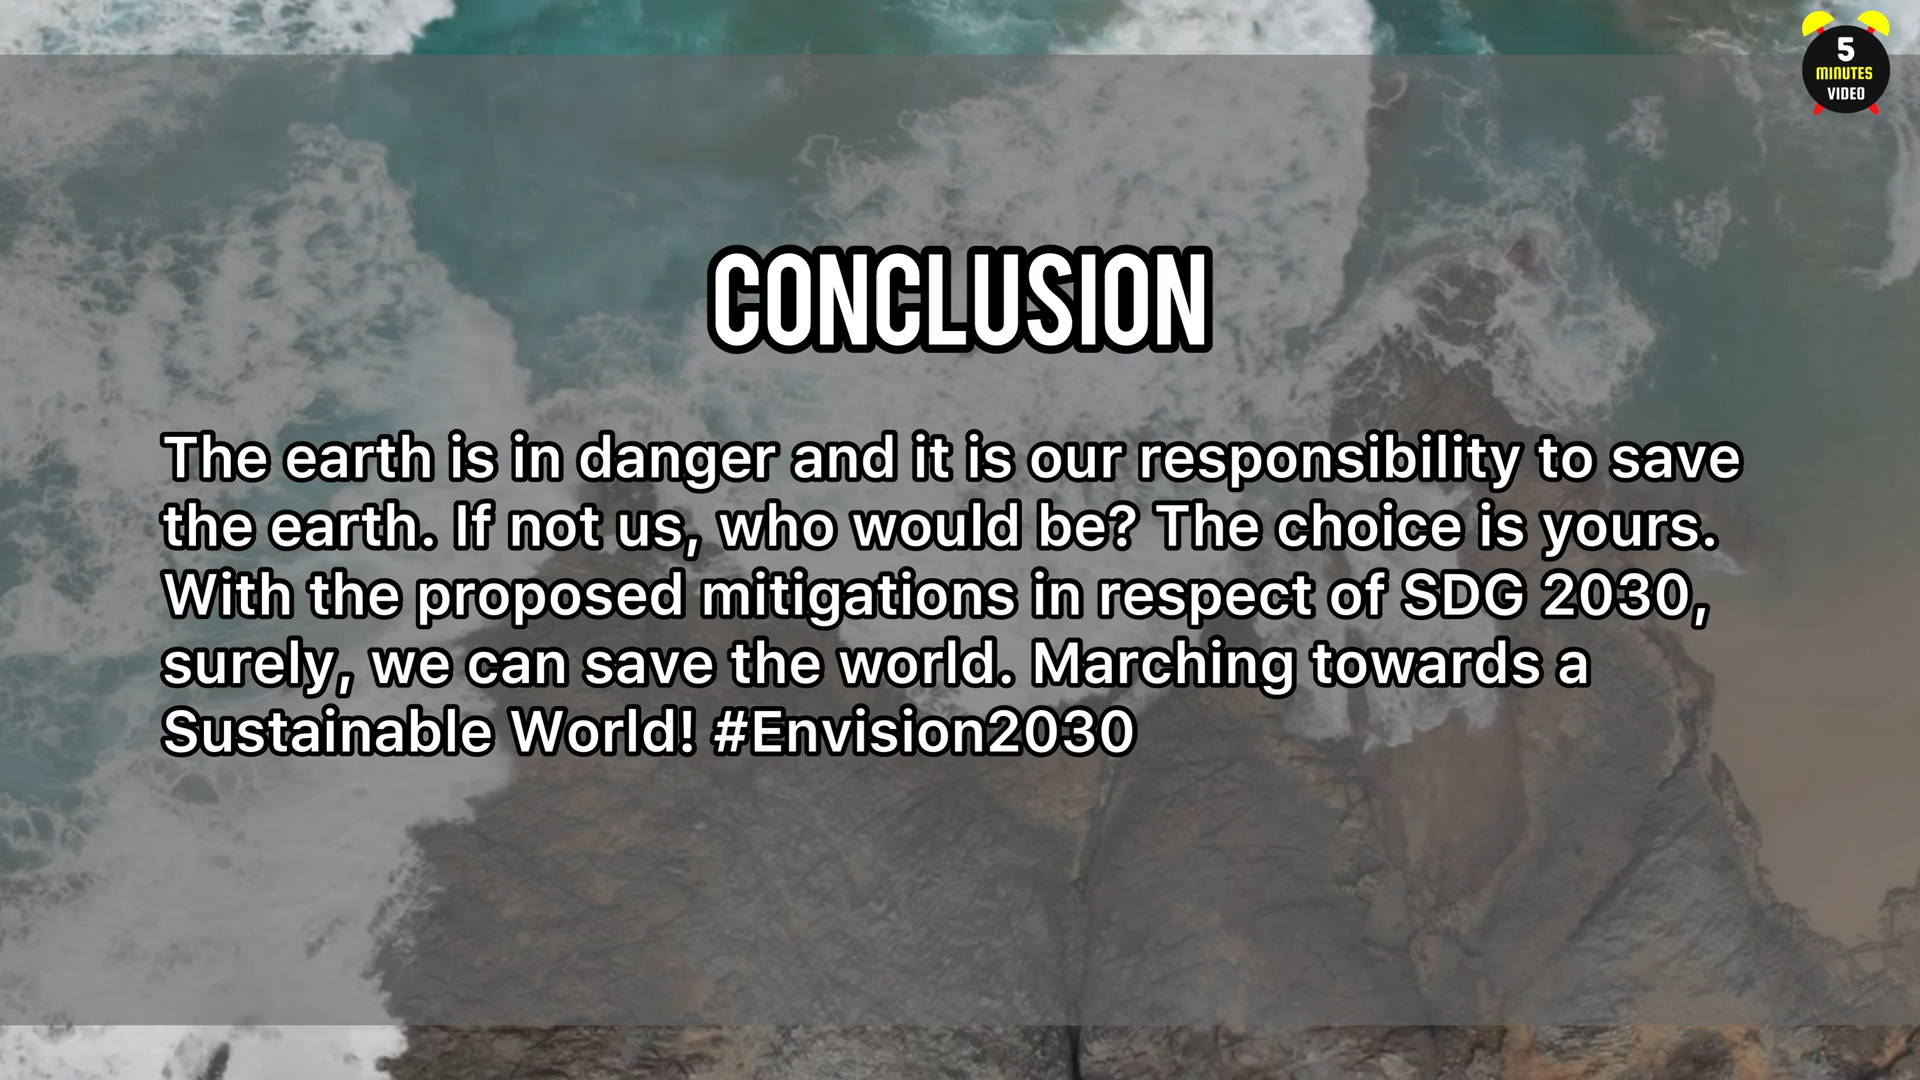 5
MINUTES
VIDEO
CONCLUSION
The earth is in danger and it is our responsibility to save
the earth. If not us, who would be? The choice is yours.
With the proposed mitigations in respect of SDG 2030,
surely, we can save the world. Marching towards a
Sustainable World! #Envision2030